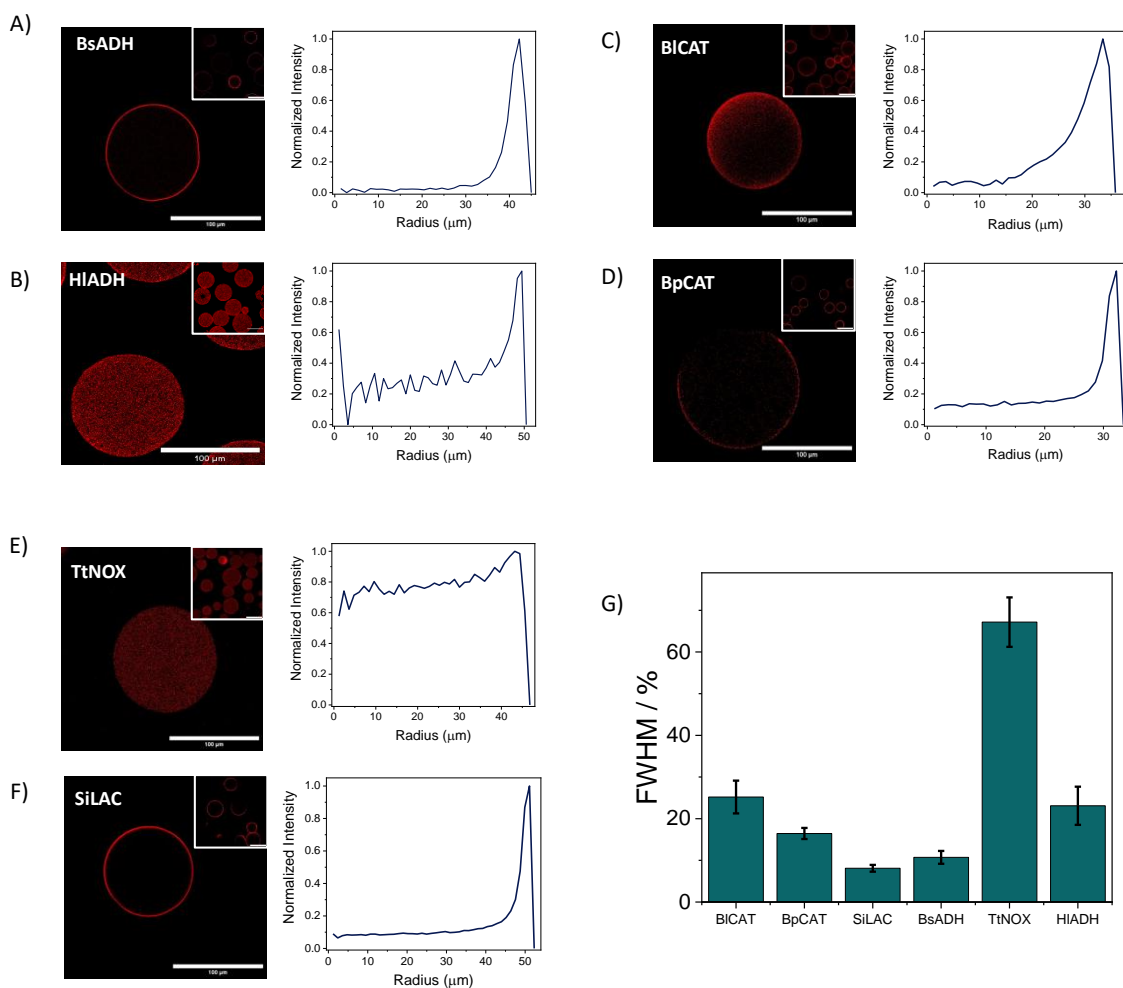 A)
BsADH
100 µm
Normalized Intensity
1.0
0.8
0.6
0.4
0.2
0.0
0 10 20 30 40
Radius (µm)
B)
HlADH
100 µm
Normalized Intensity
1.0
0.8
0.6
0.4
0.2
0.0
0 10 20 30 40 50
Radius (µm)
C)
BlCAT
100 µm
Normalized Intensity
1.0
0.8
0.6
0.4
0.2
0.0
10 20 30
Radius (µm)
D)
BpCAT
100 µm
Normalized Intensity
1.0
0.8
0.6
0.4
0.2
0.0
0 10 20 30
Radius (µm)
E)
TtNOX
100 µm
Normalized Intensity
1.0
0.8
0.6
0.4
0.2
0.0
0 10 20 30 40
Radius (µm)
F)
SiLAC
100 µm
Normalized Intensity
1.0
0.8
0.6
0.4
0.2
0.0
0 10 20 30 40 50
Radius (µm)
G)
FWHM / %
60
40
20
0
BlCAT BpCAT SiLAC BsADH TtNOX HlADH